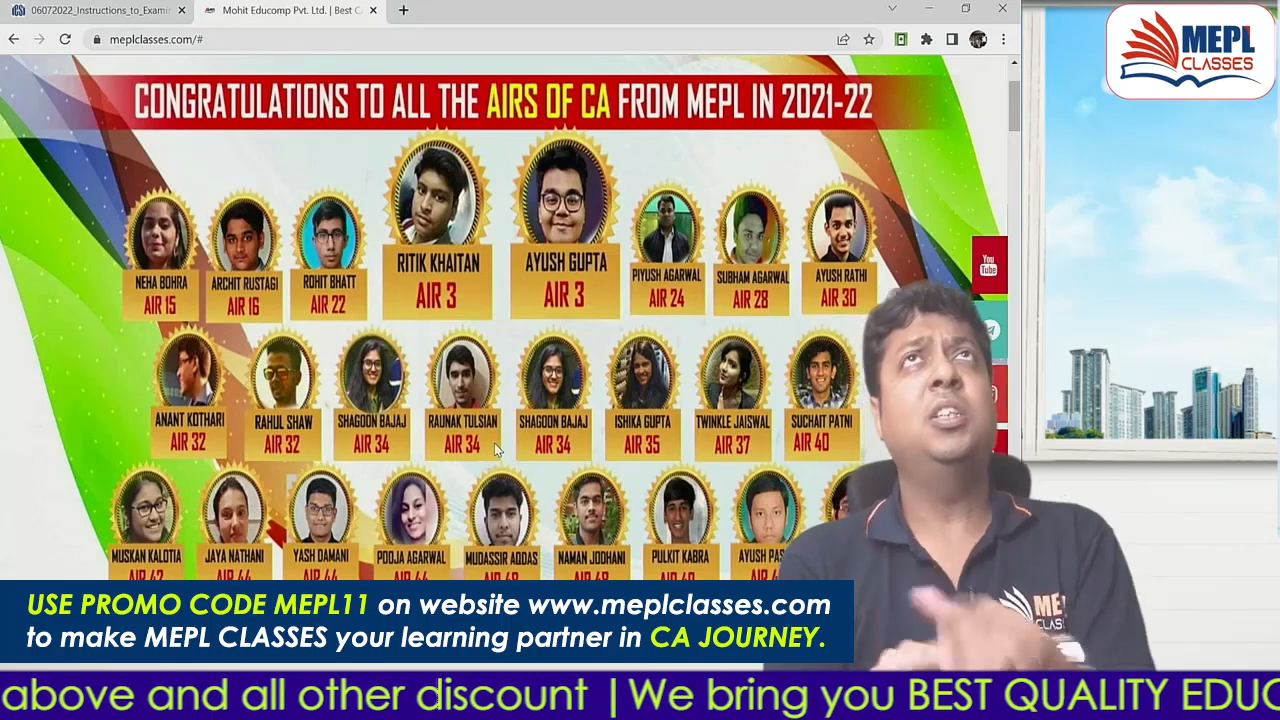 06072022_Instructions_to_Exami
Mohit Educomp Pvt. Ltd. | Best C
meplclasses.com/#
MEPL
CLASSES
CONGRATULATIONS TO ALL THE AIRS OF CA FROM MEPL IN 2021-22
NEHA BOHRA
AIR 15
ARCHIT RUSTAGI
AIR 16
ROHIT BHATT
AIR 22
RITIK KHAITAN
AIR 3
AYUSH GUPTA
AIR 3
PIYUSH AGARWAL
AIR 24
SUBHAM AGARWAL
AIR 28
AYUSH RATHI
AIR 30
You
Tube
ANANT KOTHARI
AIR 32
RAHUL SHAW
AIR 32
SHAGOON BAJAJ
AIR 34
RAUNAK TULSIAN
AIR 34
SHAGOON BAJAJ
AIR 34
ISHIKA GUPTA
AIR 35
TWINKLE JAISWAL
AIR 37
SUCHAIT PATNI
AIR 40
MUSKAN KALOTIA
JAYA NATHANI
YASH DAMANI
POOJA AGARWAL
MUDASSIR AQDAS
NAMAN JODHANI
PULKIT KABRA
AYUSH PAS
USE PROMO CODE MEPL11 on website www.meplclasses.com
to make MEPL CLASSES your learning partner in CA JOURNEY.
above and all other discount | We bring you BEST QUALITY EDUC